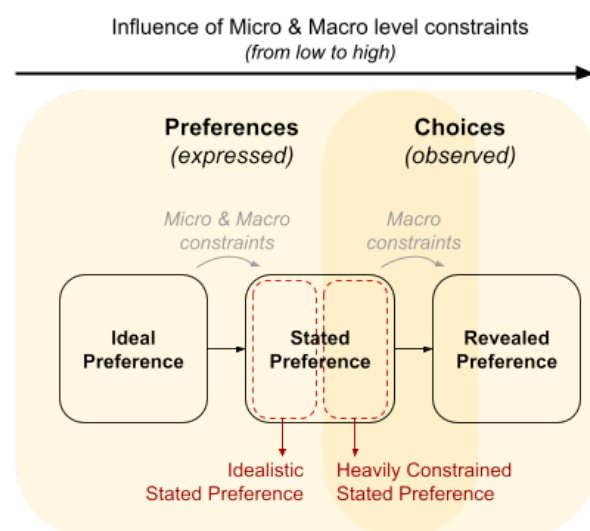 Influence of Micro & Macro level constraints
(from low to high)
Preferences
(expressed)
Choices
(observed)
Micro & Macro
constraints
Macro
constraints
Ideal
Preference
Stated
Preference
Revealed
Preference
Idealistic
Stated Preference
Heavily Constrained
Stated Preference